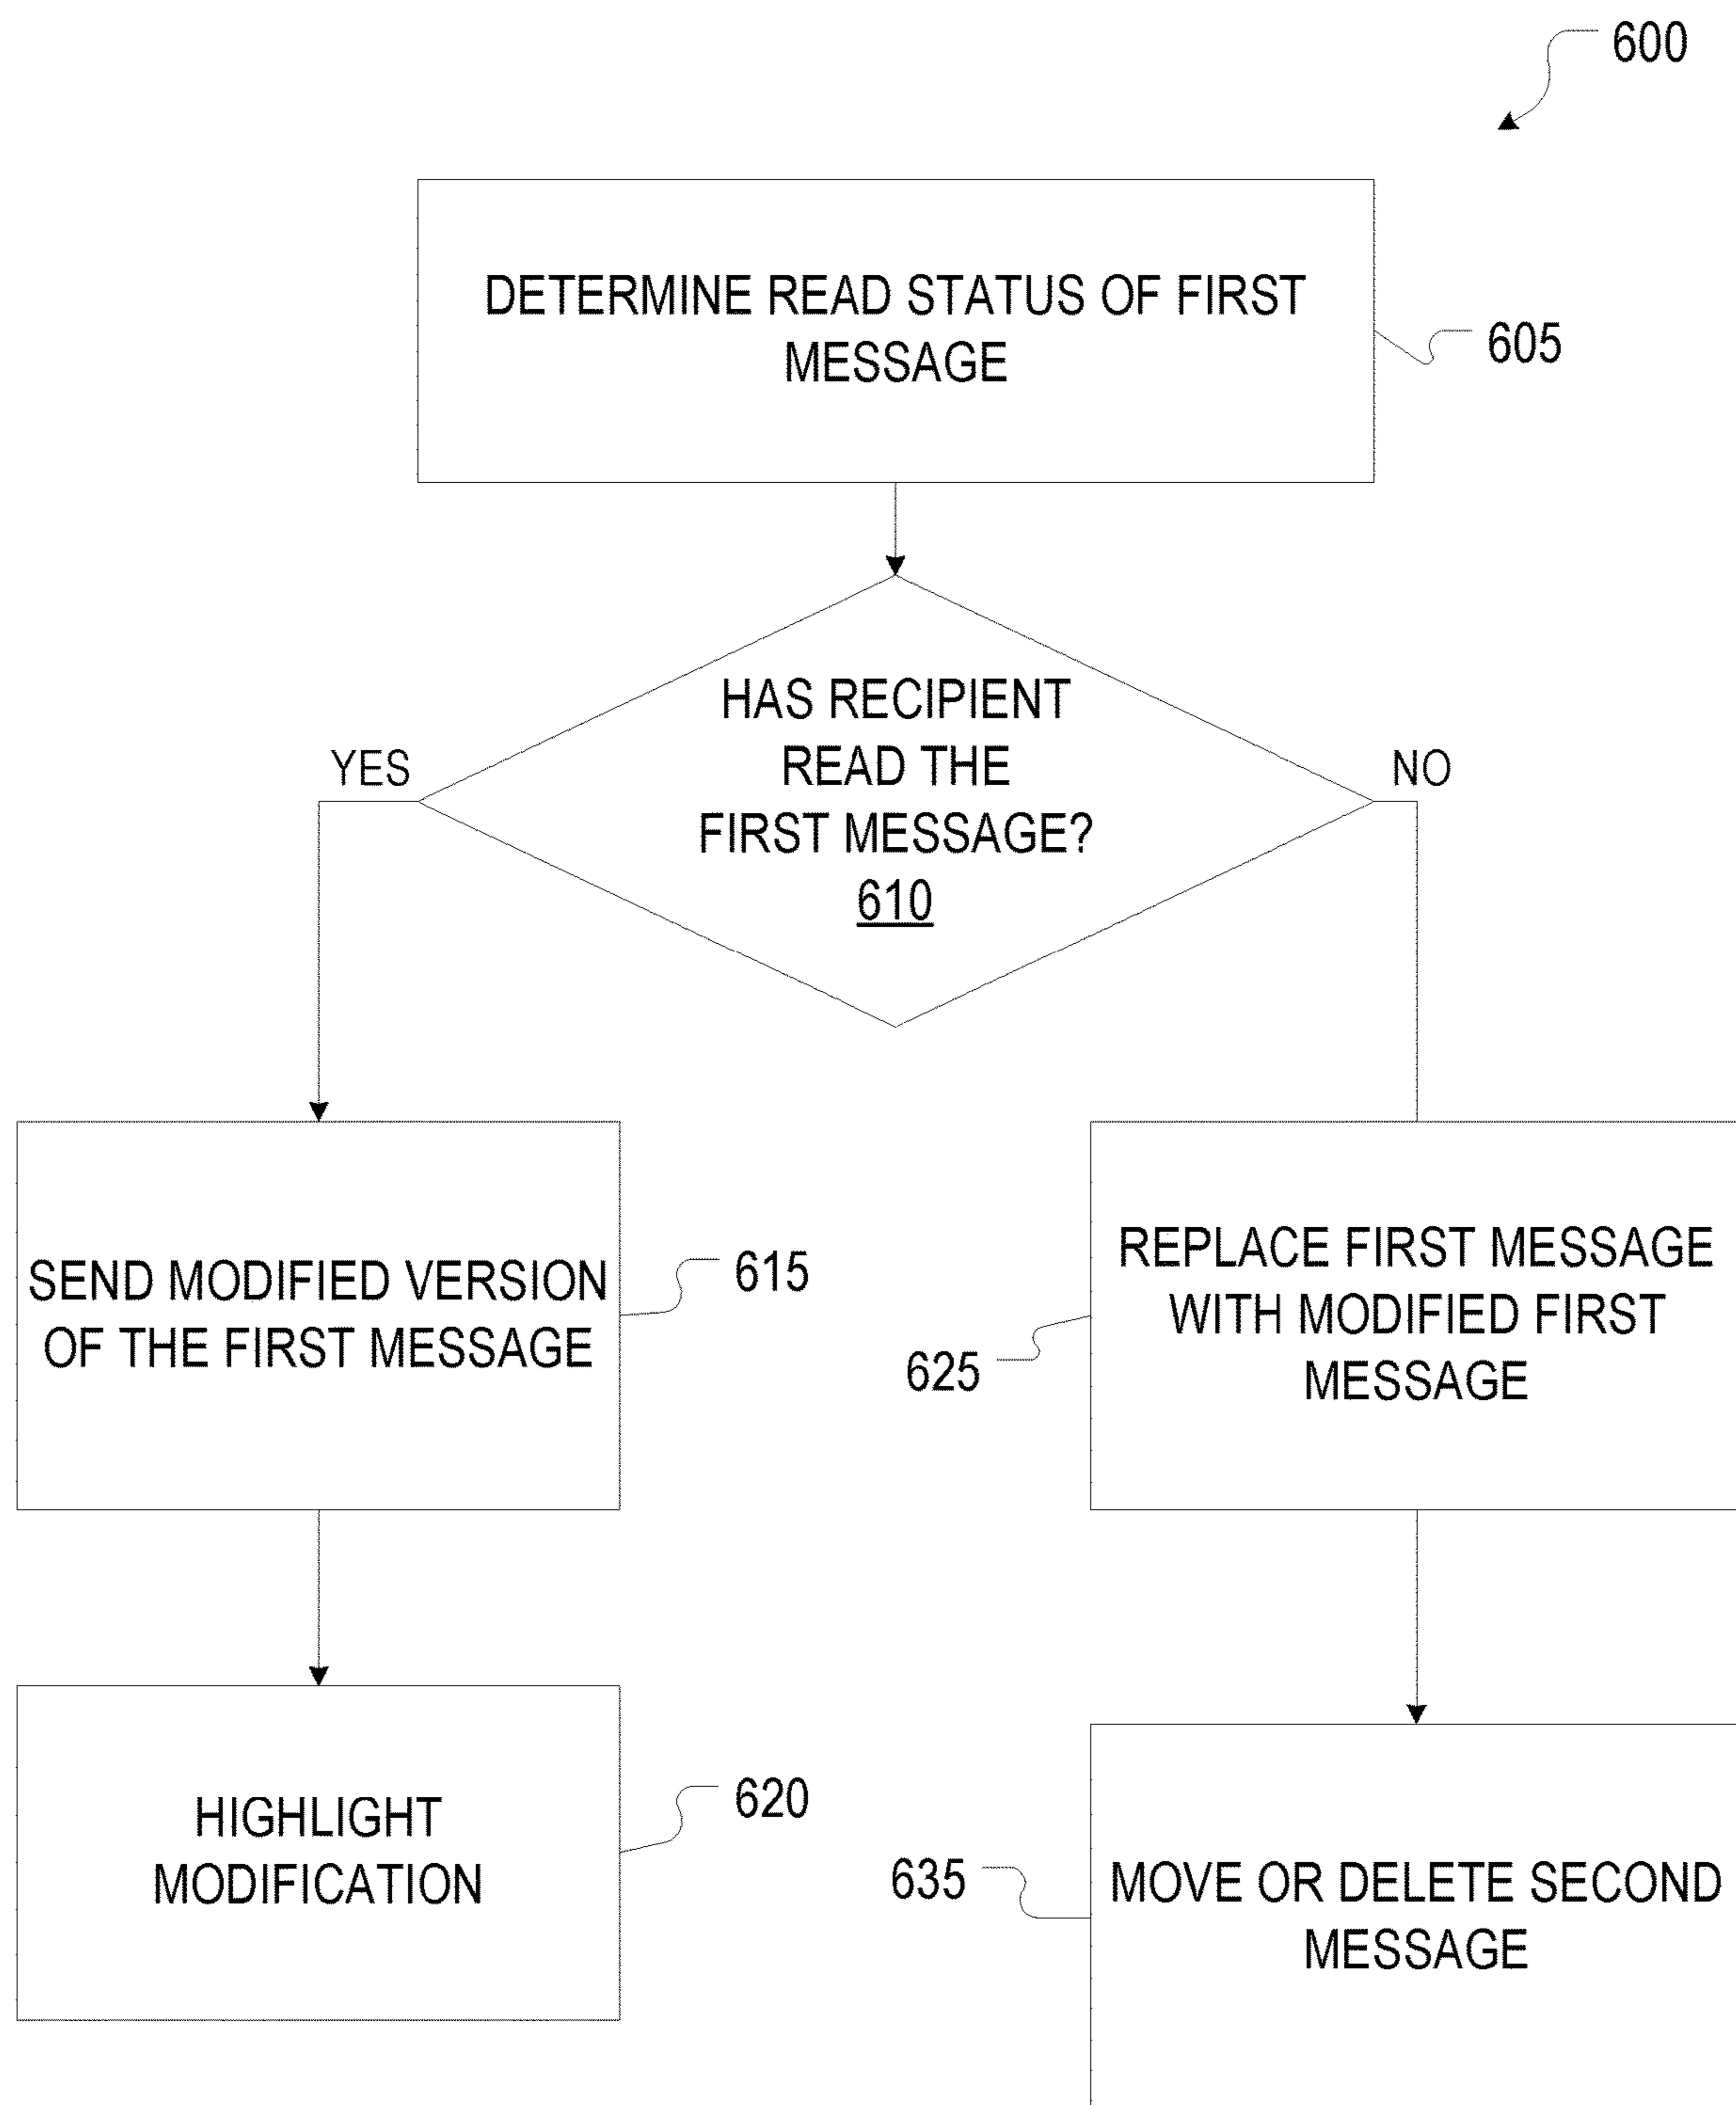 600
DETERMINE READ STATUS OF FIRST
MESSAGE
605
HAS RECIPIENT
READ THE
FIRST MESSAGE?
610
YES
NO
SEND MODIFIED VERSION
OF THE FIRST MESSAGE
615
REPLACE FIRST MESSAGE
WITH MODIFIED FIRST
MESSAGE
625
HIGHLIGHT
MODIFICATION
620
MOVE OR DELETE SECOND
MESSAGE
635